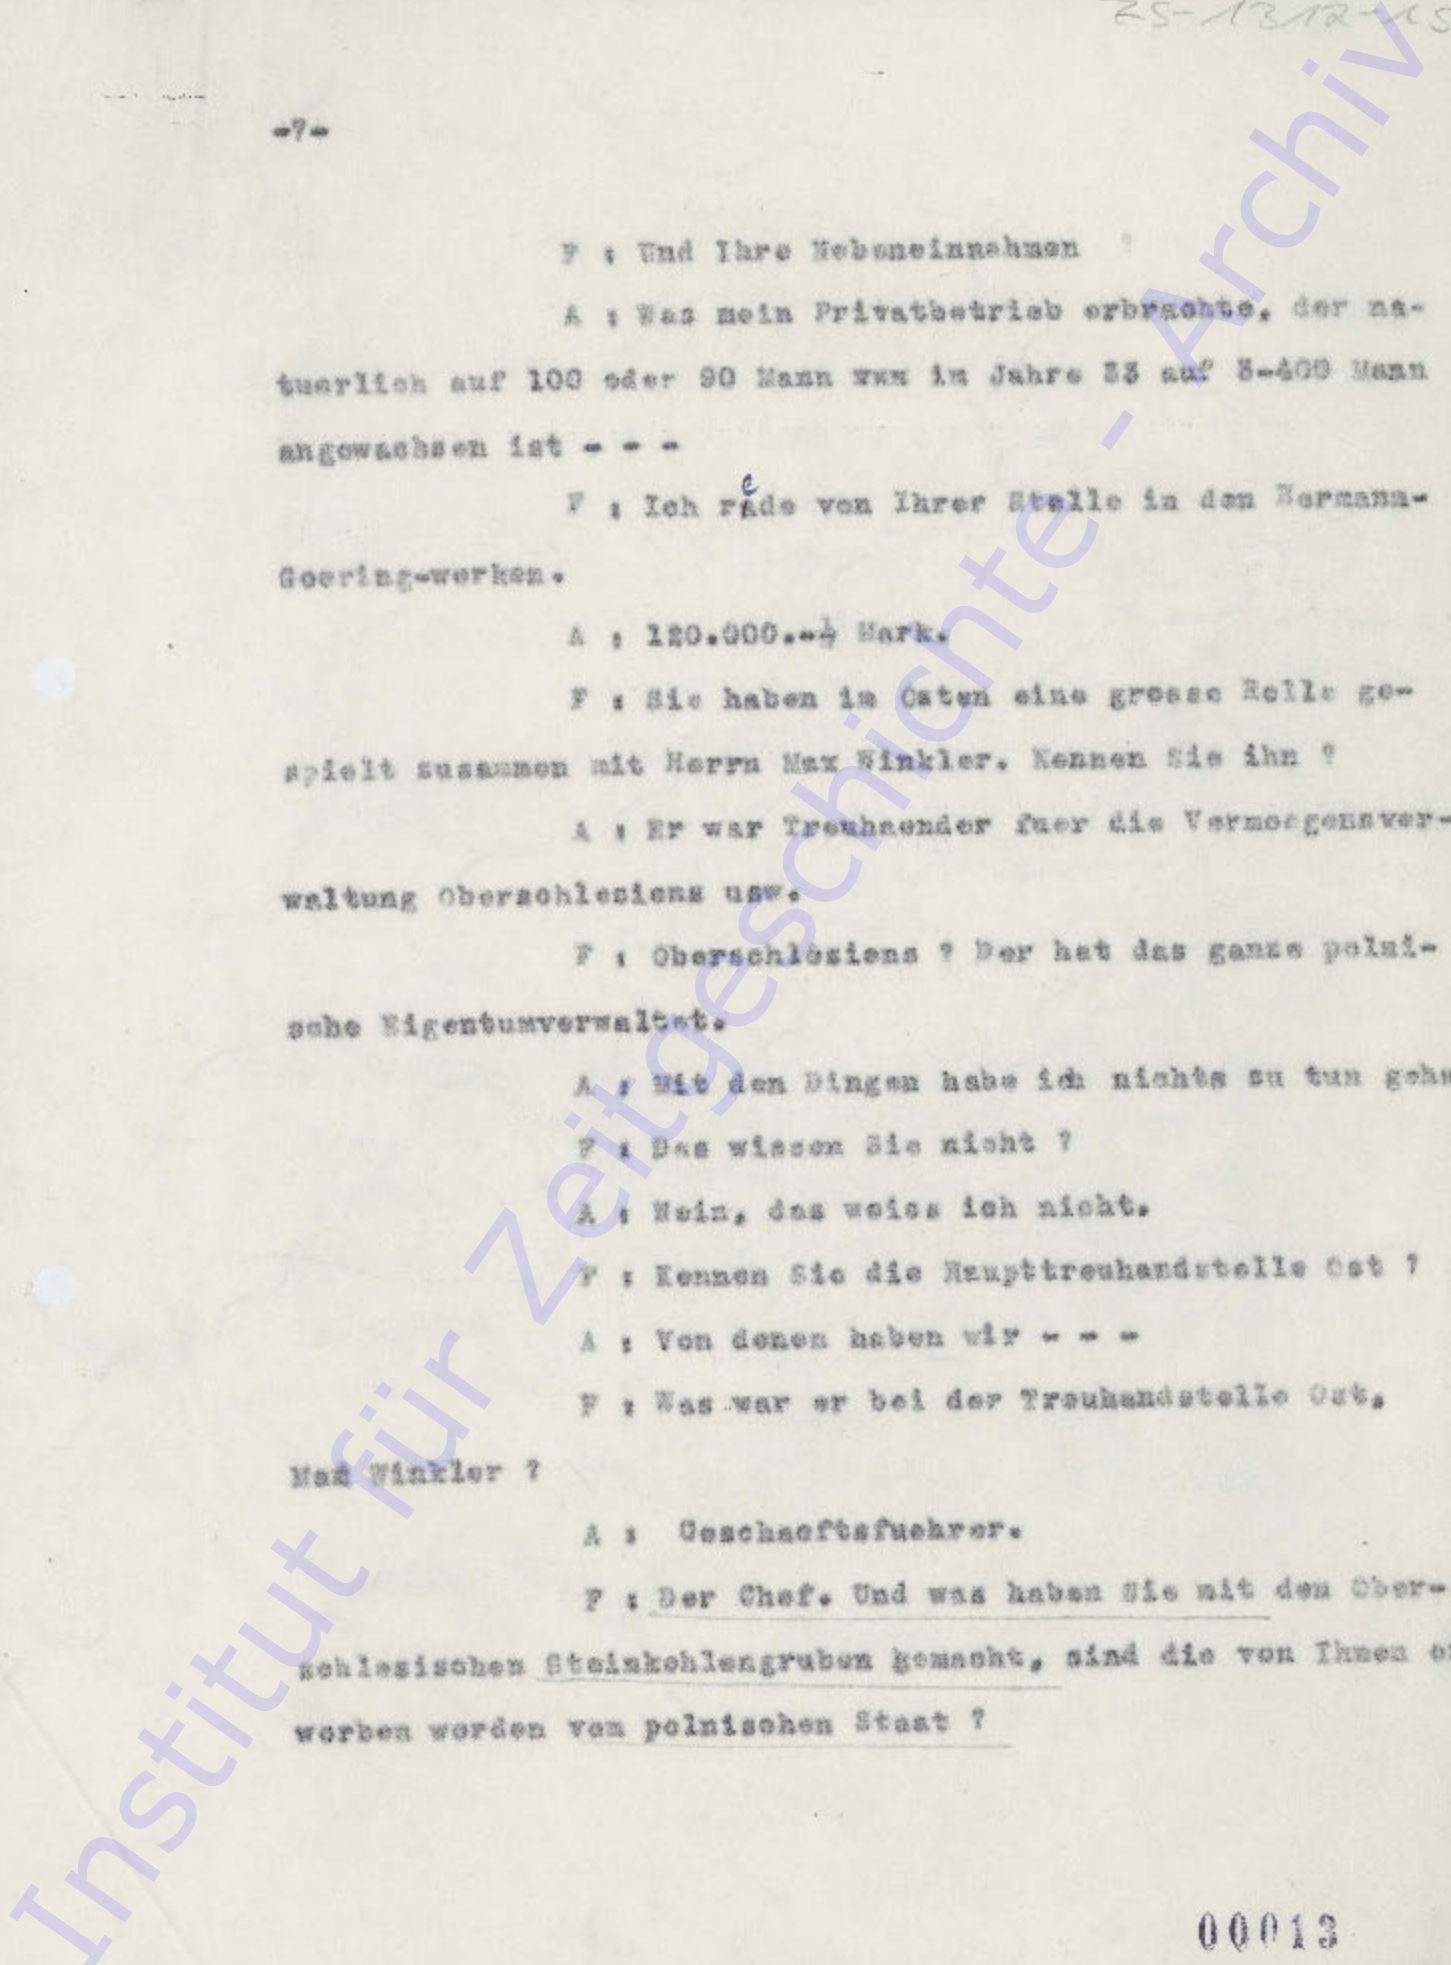 ZS-1312-15
-7-
F : Und Ihre Nebeneinnahmen ?
A : Was mein Privatbetrieb erbrachte, der na-
tuerlich auf 100 oder 90 Mann xxx im Jahre 33 auf 3-400 Mann
angewachsen ist - - -
F : Ich rede von Ihrer Stelle in den Hermann-
Goering-werken.
A : 120.000.-- Mark.
F : Sie haben im Osten eine grosse Rolle ge-
spielt zusammen mit Herrn Max Winkler. Kennen Sie ihn ?
A : Er war Treuhaender fuer die Vermoegensver-
waltung Oberschlesiens usw.
F : Oberschlesiens ? Der hat das ganze polni-
sche Eigentumverwaltet.
A : Mit den Dingen habe ich nichts zu tun geha
F : Das wissen Sie nicht ?
A : Nein, das weiss ich nicht.
F : Kennen Sie die Haupttreuhandstelle Ost ?
A : Von denen haben wir - - -
F : Was war er bei der Treuhandstelle Ost,
Max Winkler ?
A : Geschaeftsfuehrer.
F : Der Chef. Und was haben Sie mit den Ober-
schlesischen Steinkohlengruben gemacht, sind die von Ihnen e
worben worden vom polnischen Staat ?
00013
Institut für Zeitgeschichte - Archiv